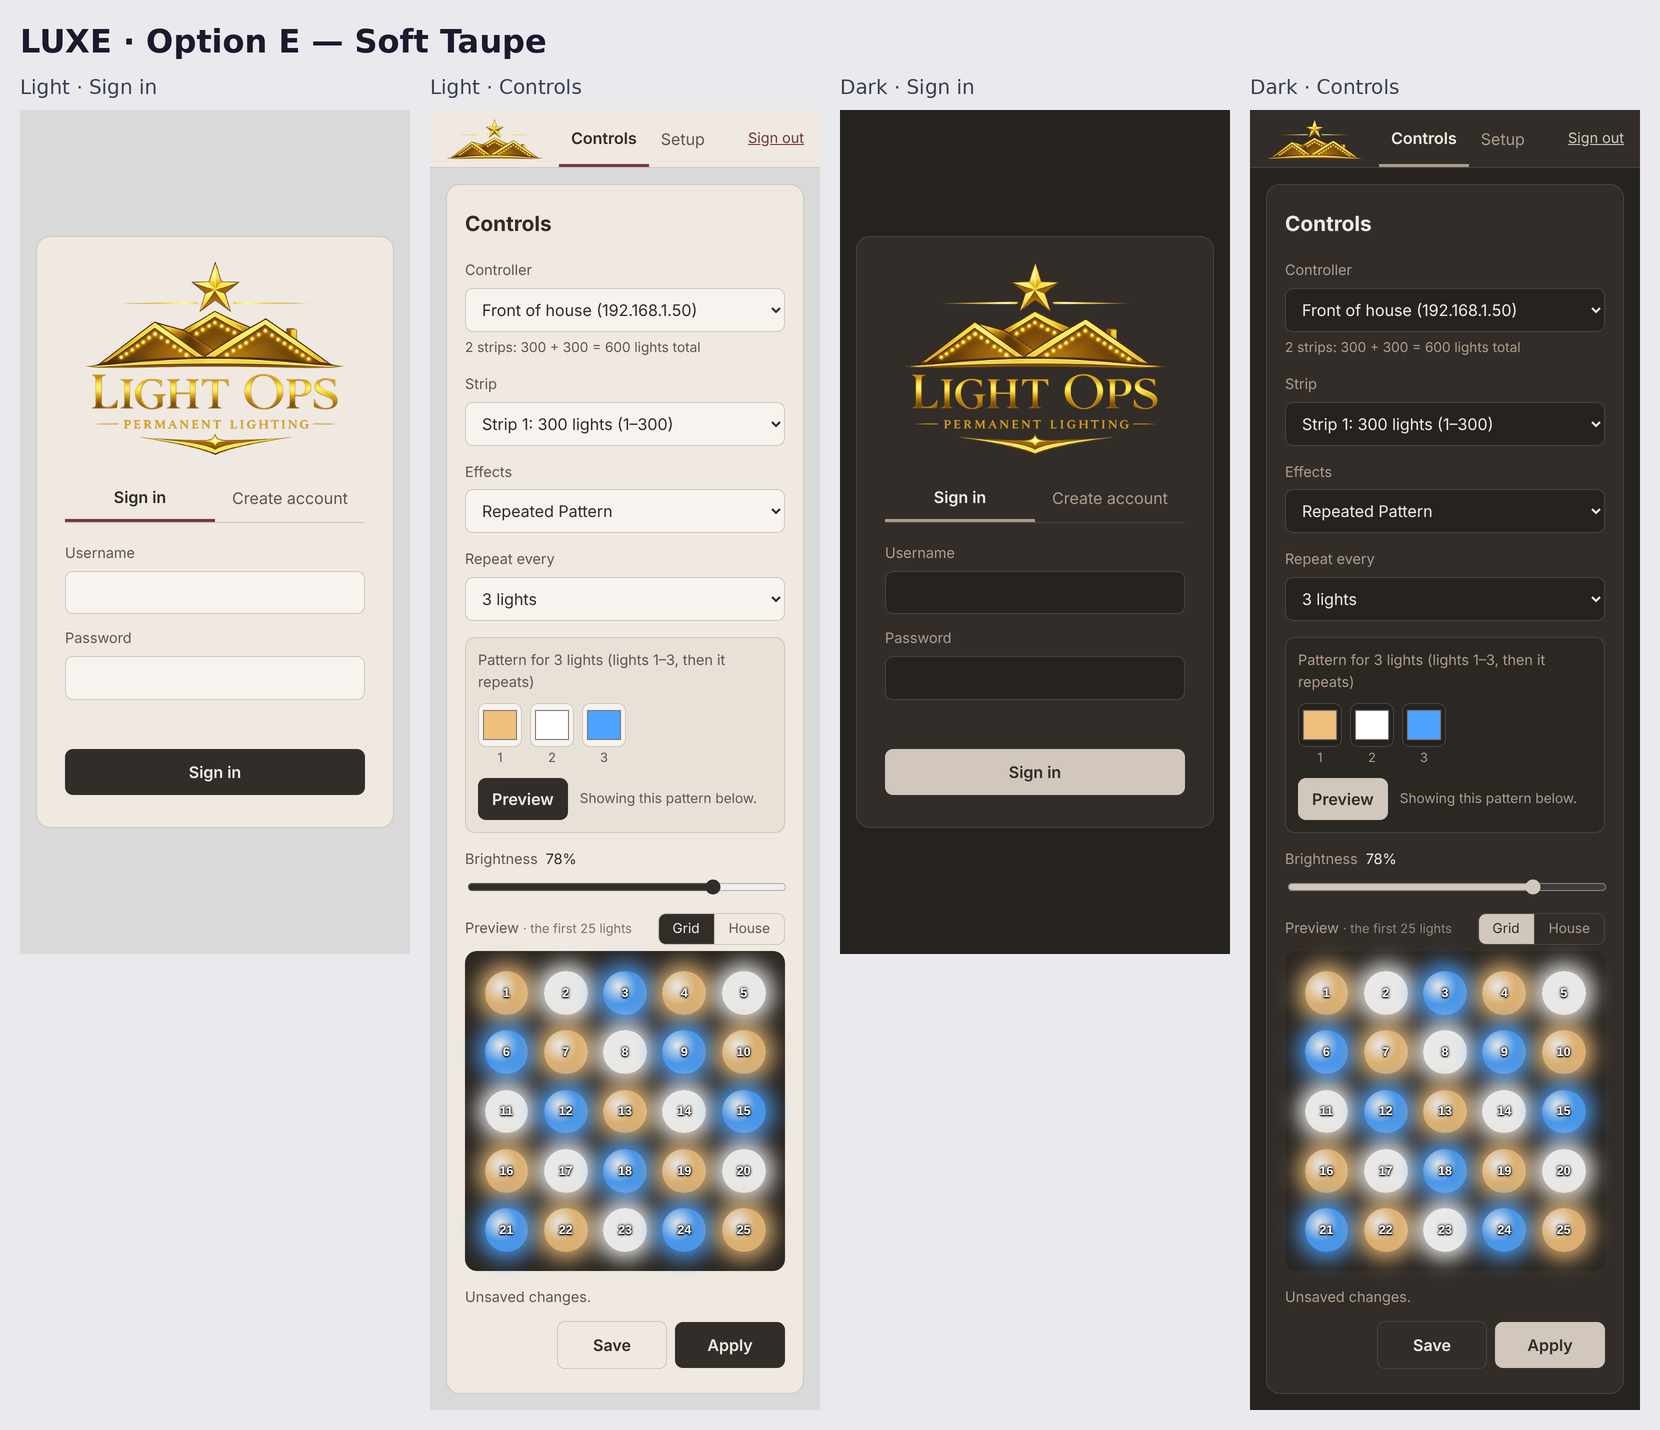 LUXE · Option E — Soft Taupe
Light · Sign in
LIGHT OPS
PERMANENT LIGHTING
Sign in
Create account
Username
Password
Sign in
Light · Controls
Controls
Setup
Sign out
Controls
Controller
Front of house (192.168.1.50)
2 strips: 300 + 300 = 600 lights total
Strip
Strip 1: 300 lights (1–300)
Effects
Repeated Pattern
Repeat every
3 lights
Pattern for 3 lights (lights 1–3, then it
repeats)
1 2 3
Preview
Showing this pattern below.
Brightness 78%
Preview · the first 25 lights
Grid
House
1 2 3 4 5
6 7 8 9 10
11 12 13 14 15
16 17 18 19 20
21 22 23 24 25
Unsaved changes.
Save
Apply
Dark · Sign in
LIGHT OPS
PERMANENT LIGHTING
Sign in
Create account
Username
Password
Sign in
Dark · Controls
Controls
Setup
Sign out
Controls
Controller
Front of house (192.168.1.50)
2 strips: 300 + 300 = 600 lights total
Strip
Strip 1: 300 lights (1–300)
Effects
Repeated Pattern
Repeat every
3 lights
Pattern for 3 lights (lights 1–3, then it
repeats)
1 2 3
Preview
Showing this pattern below.
Brightness 78%
Preview · the first 25 lights
Grid
House
1 2 3 4 5
6 7 8 9 10
11 12 13 14 15
16 17 18 19 20
21 22 23 24 25
Unsaved changes.
Save
Apply